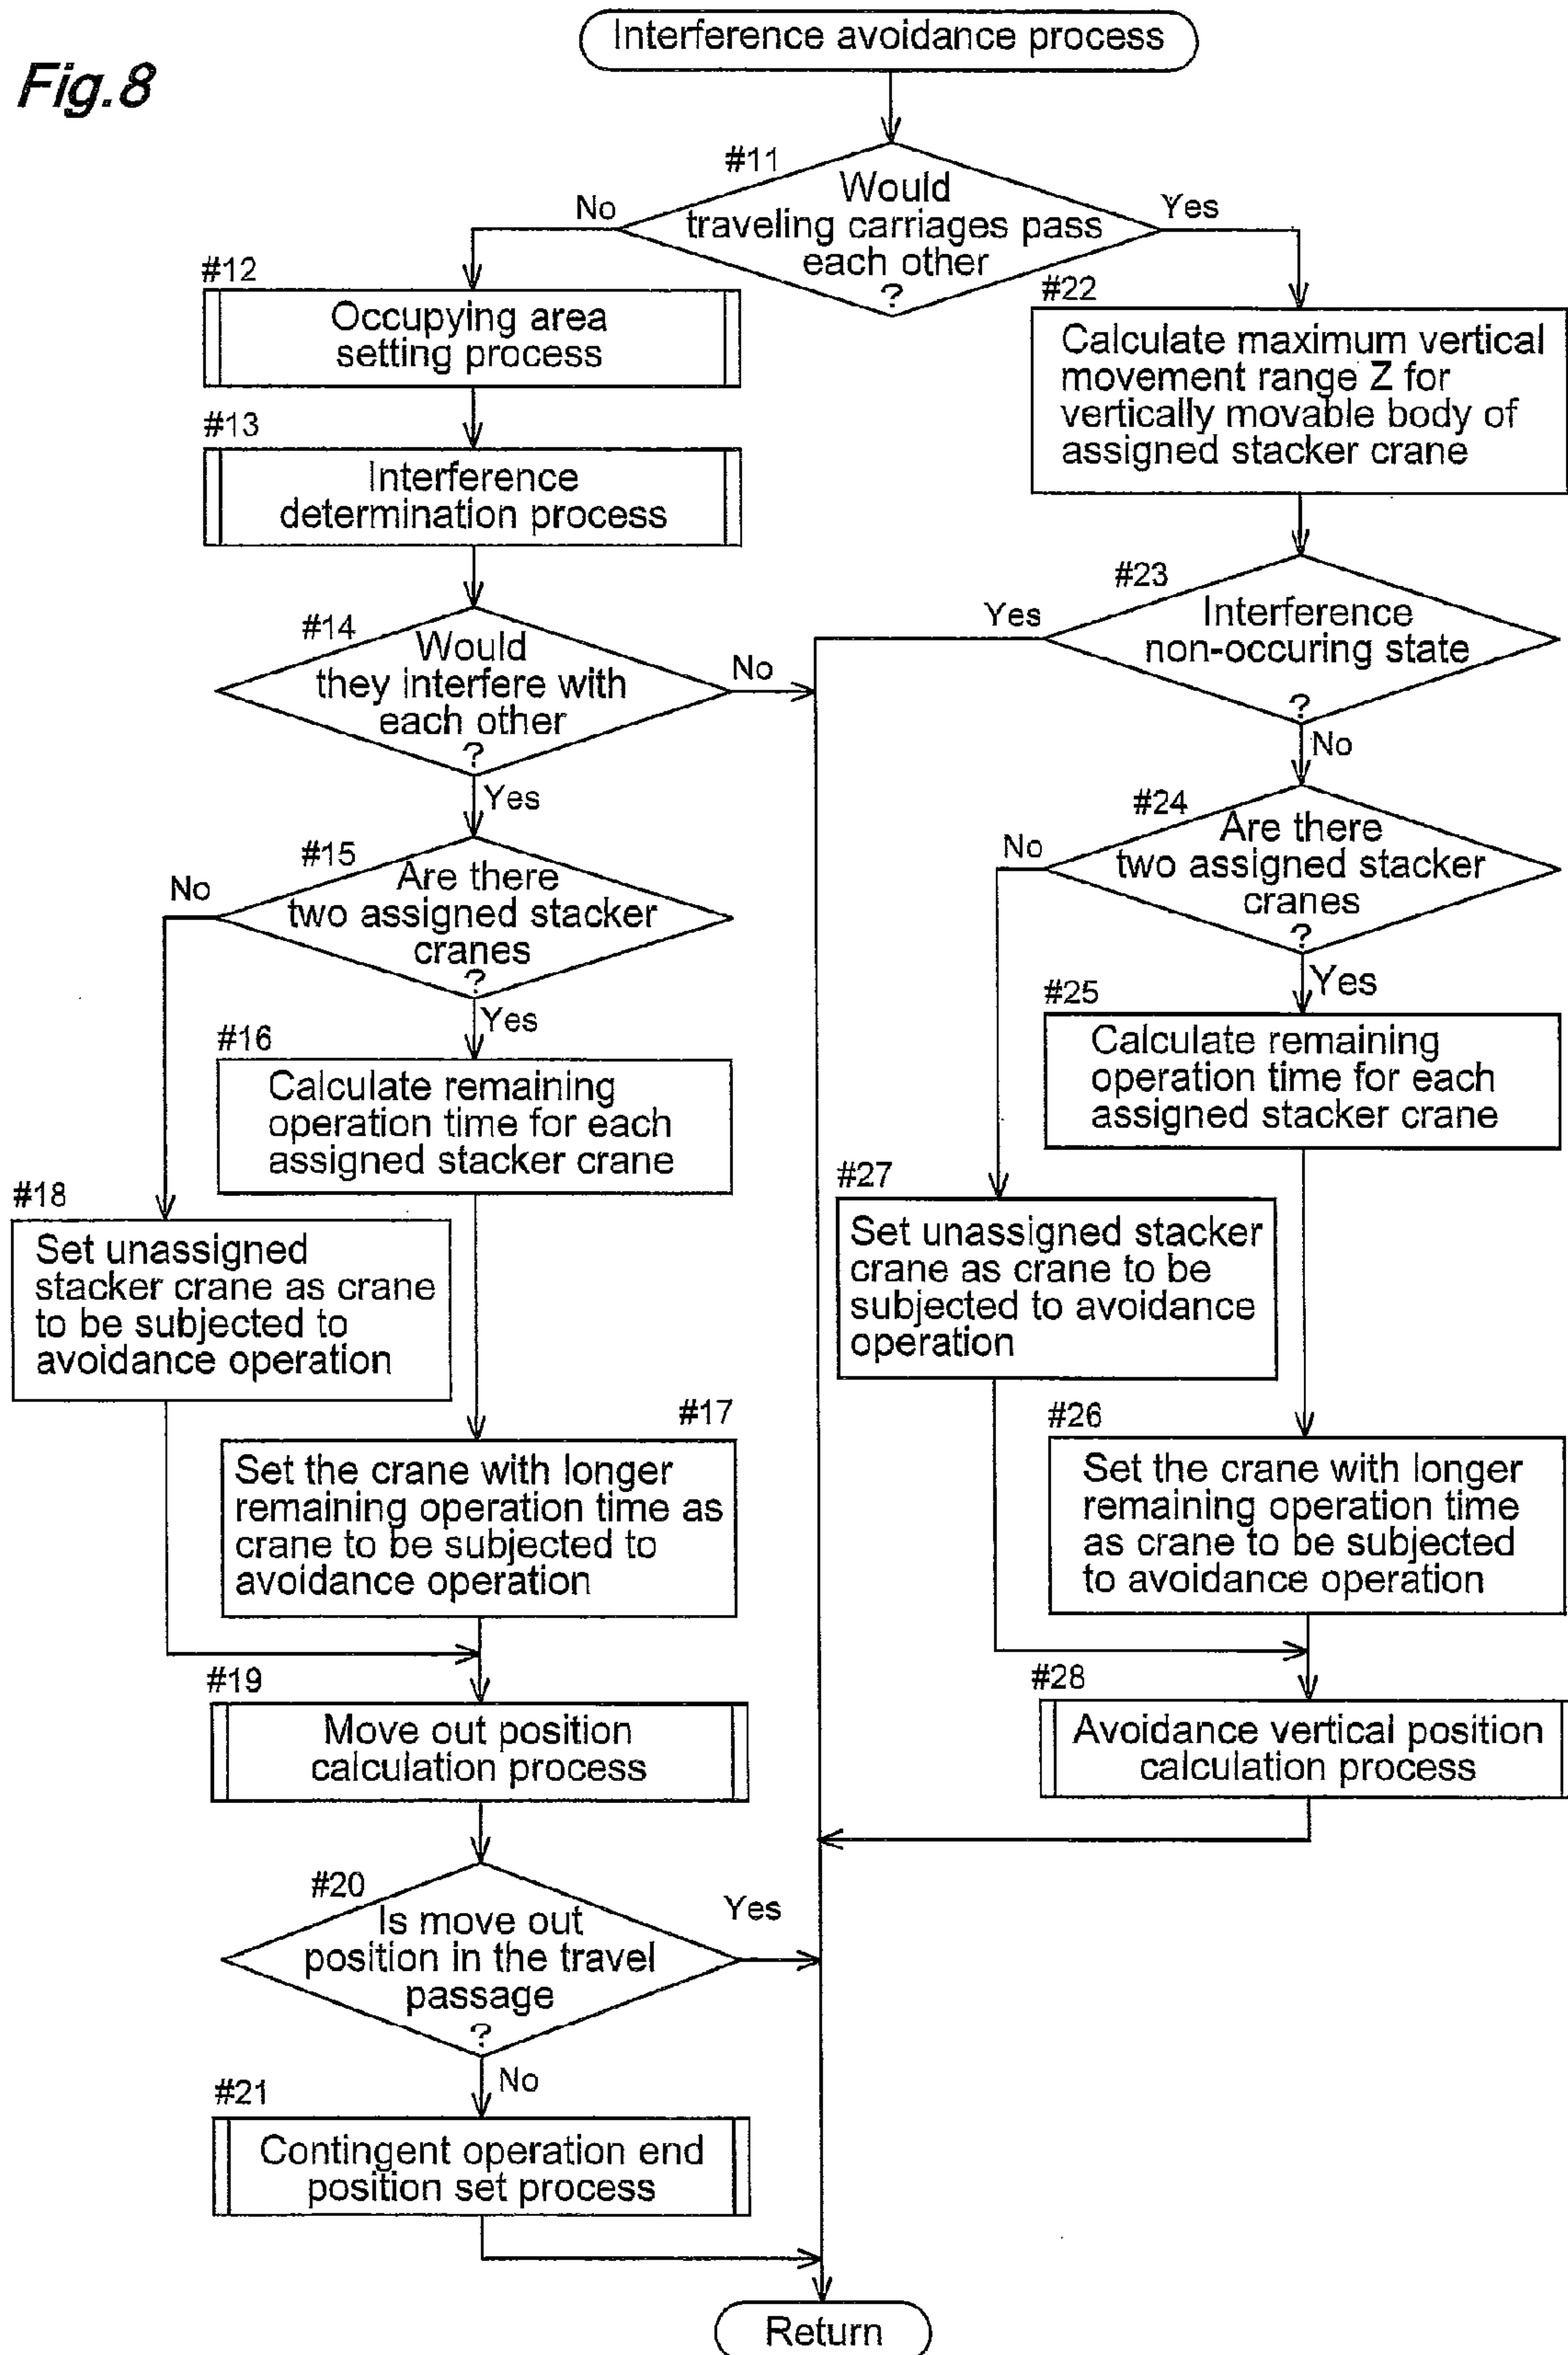 Fig.8
Interference avoidance process
#11
Would
traveling carriages pass
each other
?
No
Yes
#12
Occupying area
setting process
#22
Calculate maximum vertical
movement range Z for
vertically movable body of
assigned stacker crane
#13
Interference
determination process
#14
Would
they interfere with
each other
?
No
Yes
#23
Interference
non-occuring state
?
Yes
No
#15
Are there
two assigned stacker
cranes
?
No
Yes
#24
Are there
two assigned stacker
cranes
?
No
Yes
#16
Calculate remaining
operation time for each
assigned stacker crane
#25
Calculate remaining
operation time for each
assigned stacker crane
#18
Set unassigned
stacker crane as crane
to be subjected to
avoidance operation
#27
Set unassigned stacker
crane as crane to be
subjected to avoidance
operation
#17
Set the crane with longer
remaining operation time as
crane to be subjected to
avoidance operation
#26
Set the crane with longer
remaining operation time
as crane to be subjected
to avoidance operation
#19
Move out position
calculation process
#28
Avoidance vertical position
calculation process
#20
Is move out
position in the travel
passage
?
Yes
No
#21
Contingent operation end
position set process
Return